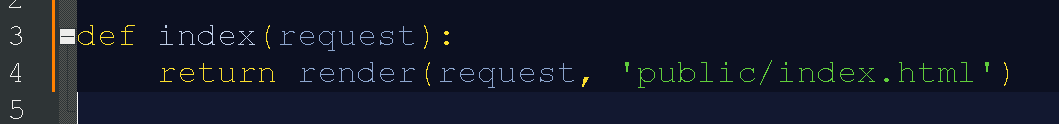 2
3 def index(request):
4     return render(request, 'public/index.html')
5